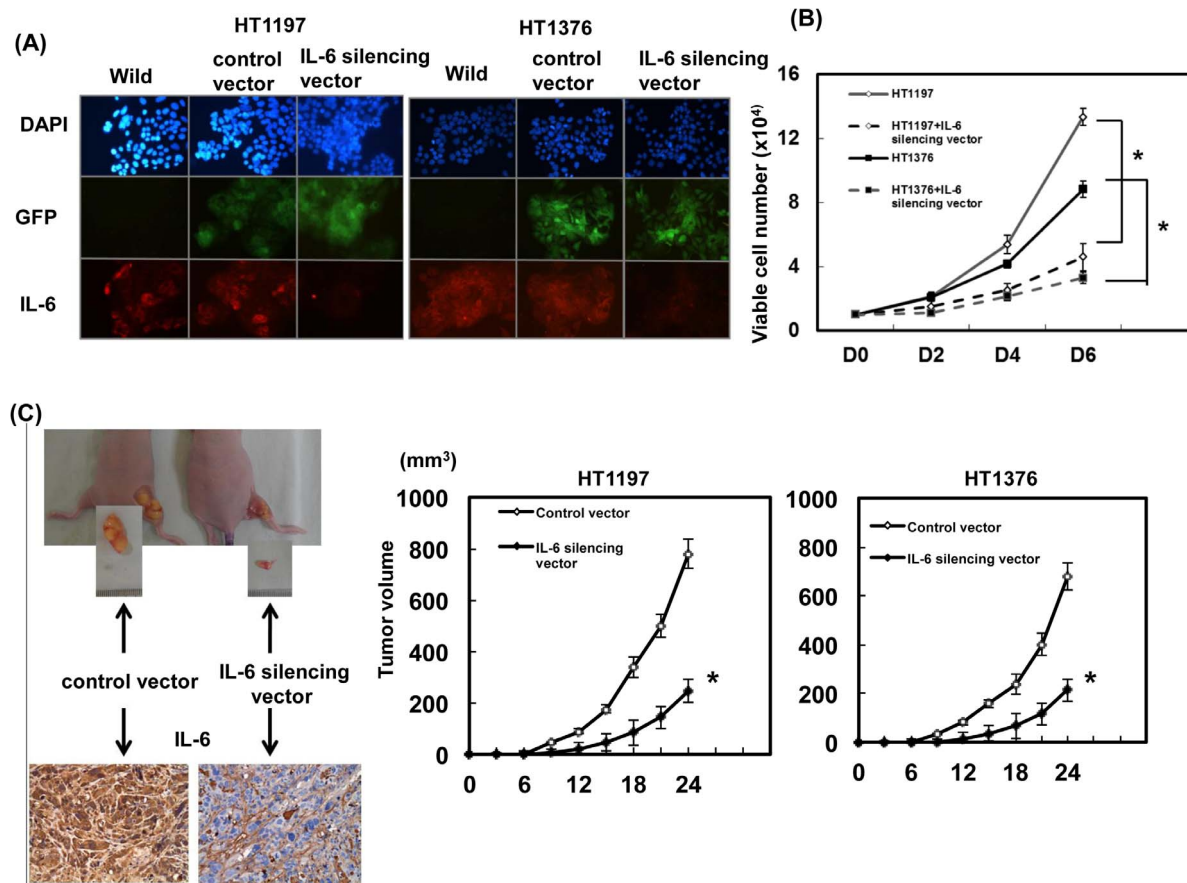 (A)
HT1197
HT1376
Wild
control
vector
IL-6 silencing
vector
Wild
control
vector
IL-6 silencing
vector
DAPI
GFP
IL-6
(B)
Viable cell number (x10⁴)
16
12
8
4
0
HT1197
HT1197+IL-6
silencing vector
HT1376
HT1376+IL-6
silencing vector
*
*
D0 D2 D4 D6
(C)
control vector
IL-6 silencing
vector
IL-6
(mm³)
HT1197
Tumor volume
1000
800
600
400
200
0
Control vector
IL-6 silencing
vector
*
0 6 12 18 24
HT1376
1000
800
600
400
200
0
Control vector
IL-6 silencing vector
*
0 6 12 18 24